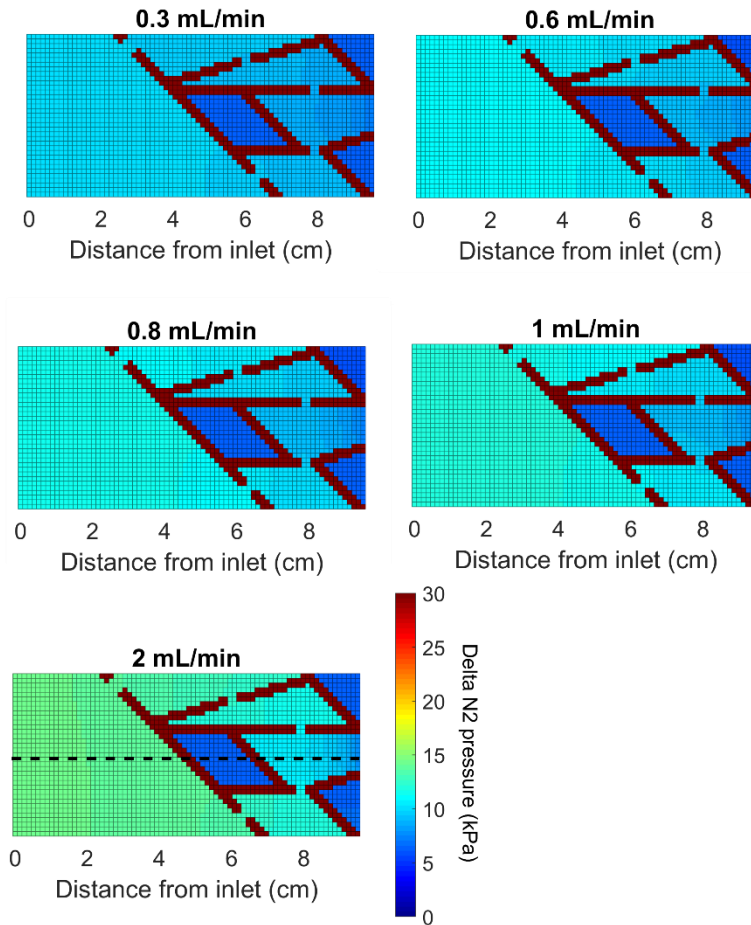 0.3 mL/min
0 2 4 6 8
Distance from inlet (cm)
0.6 mL/min
0 2 4 6 8
Distance from inlet (cm)
0.8 mL/min
0 2 4 6 8
Distance from inlet (cm)
1 mL/min
0 2 4 6 8
Distance from inlet (cm)
2 mL/min
0 2 4 6 8
Distance from inlet (cm)
30
25
20
15
10
5
0
Delta N2 pressure (kPa)